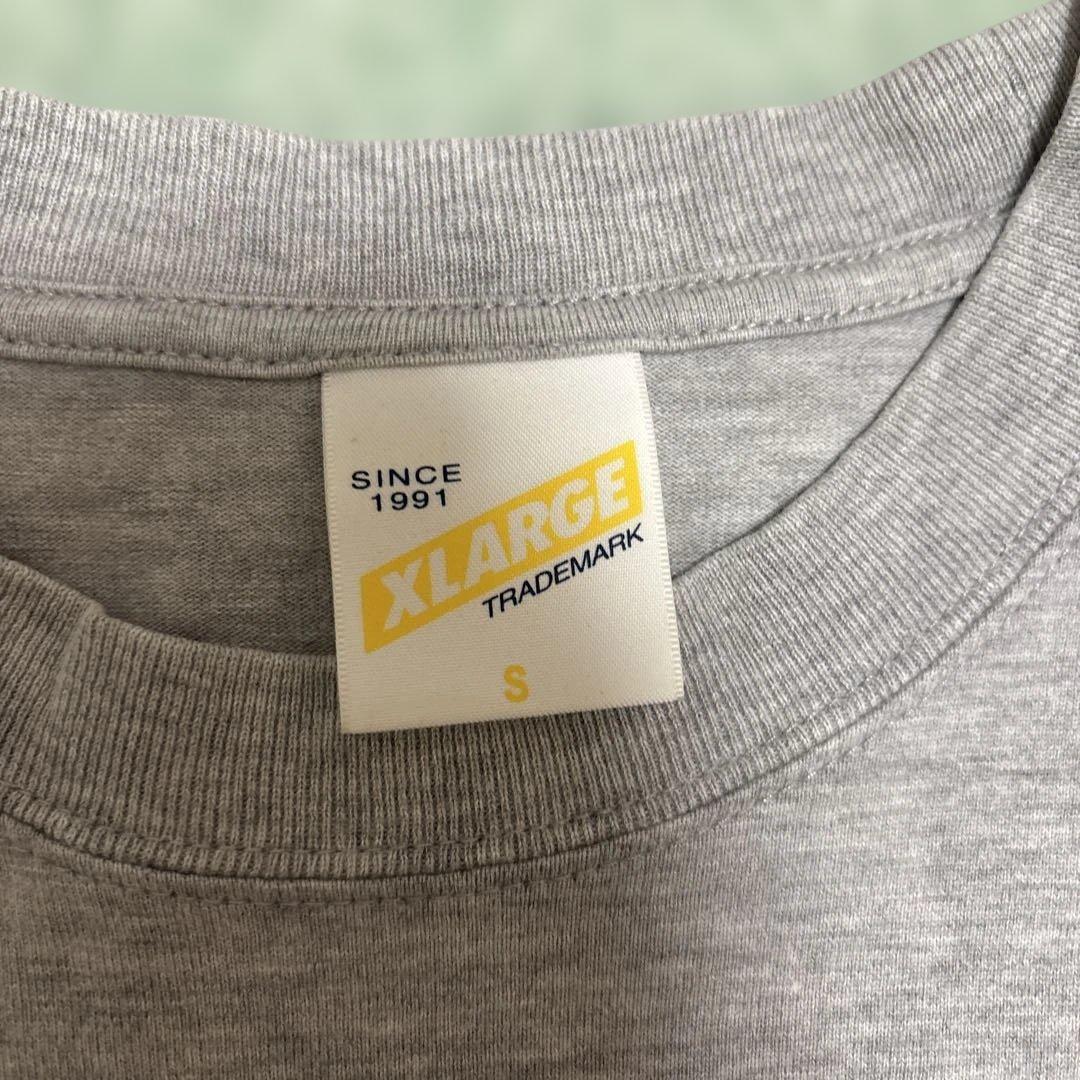 SINCE
1991
XLARGE
TRADEMARK
S